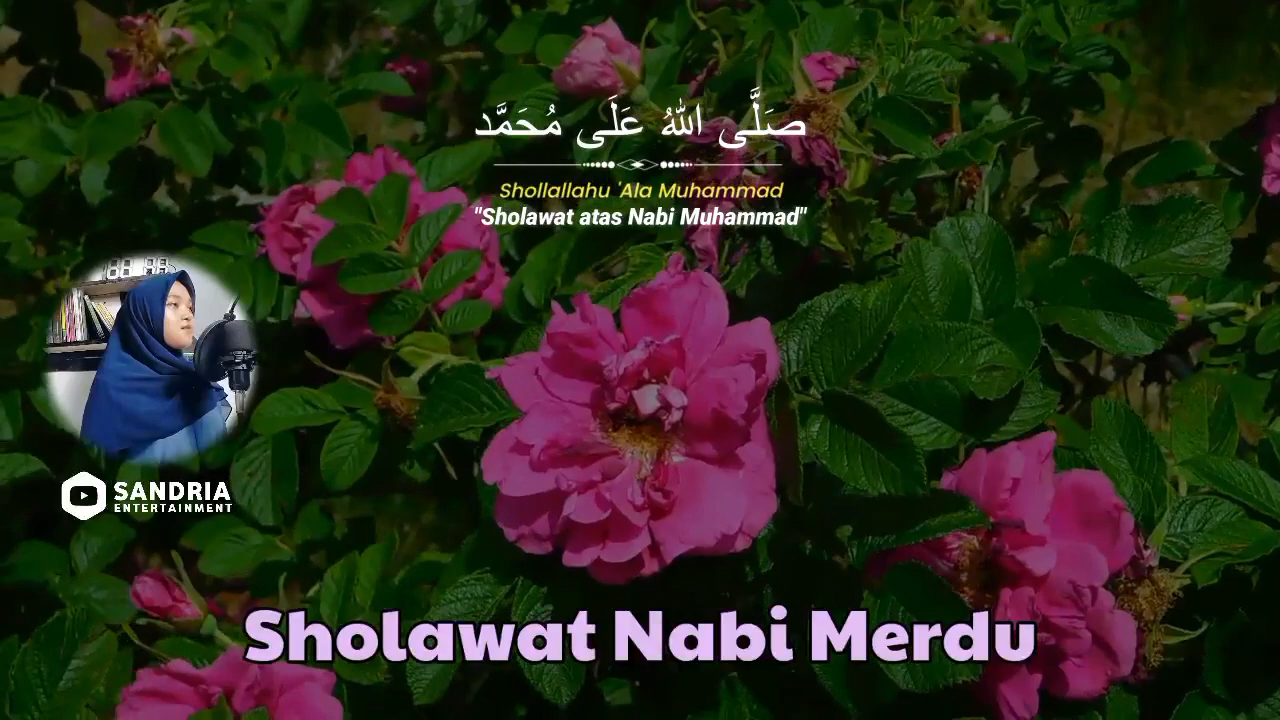 صَلَّى اللهُ عَلَى مُحَمَّد
Shollallahu 'Ala Muhammad
"Sholawat atas Nabi Muhammad"
SANDRIA
ENTERTAINMENT
Sholawat Nabi Merdu